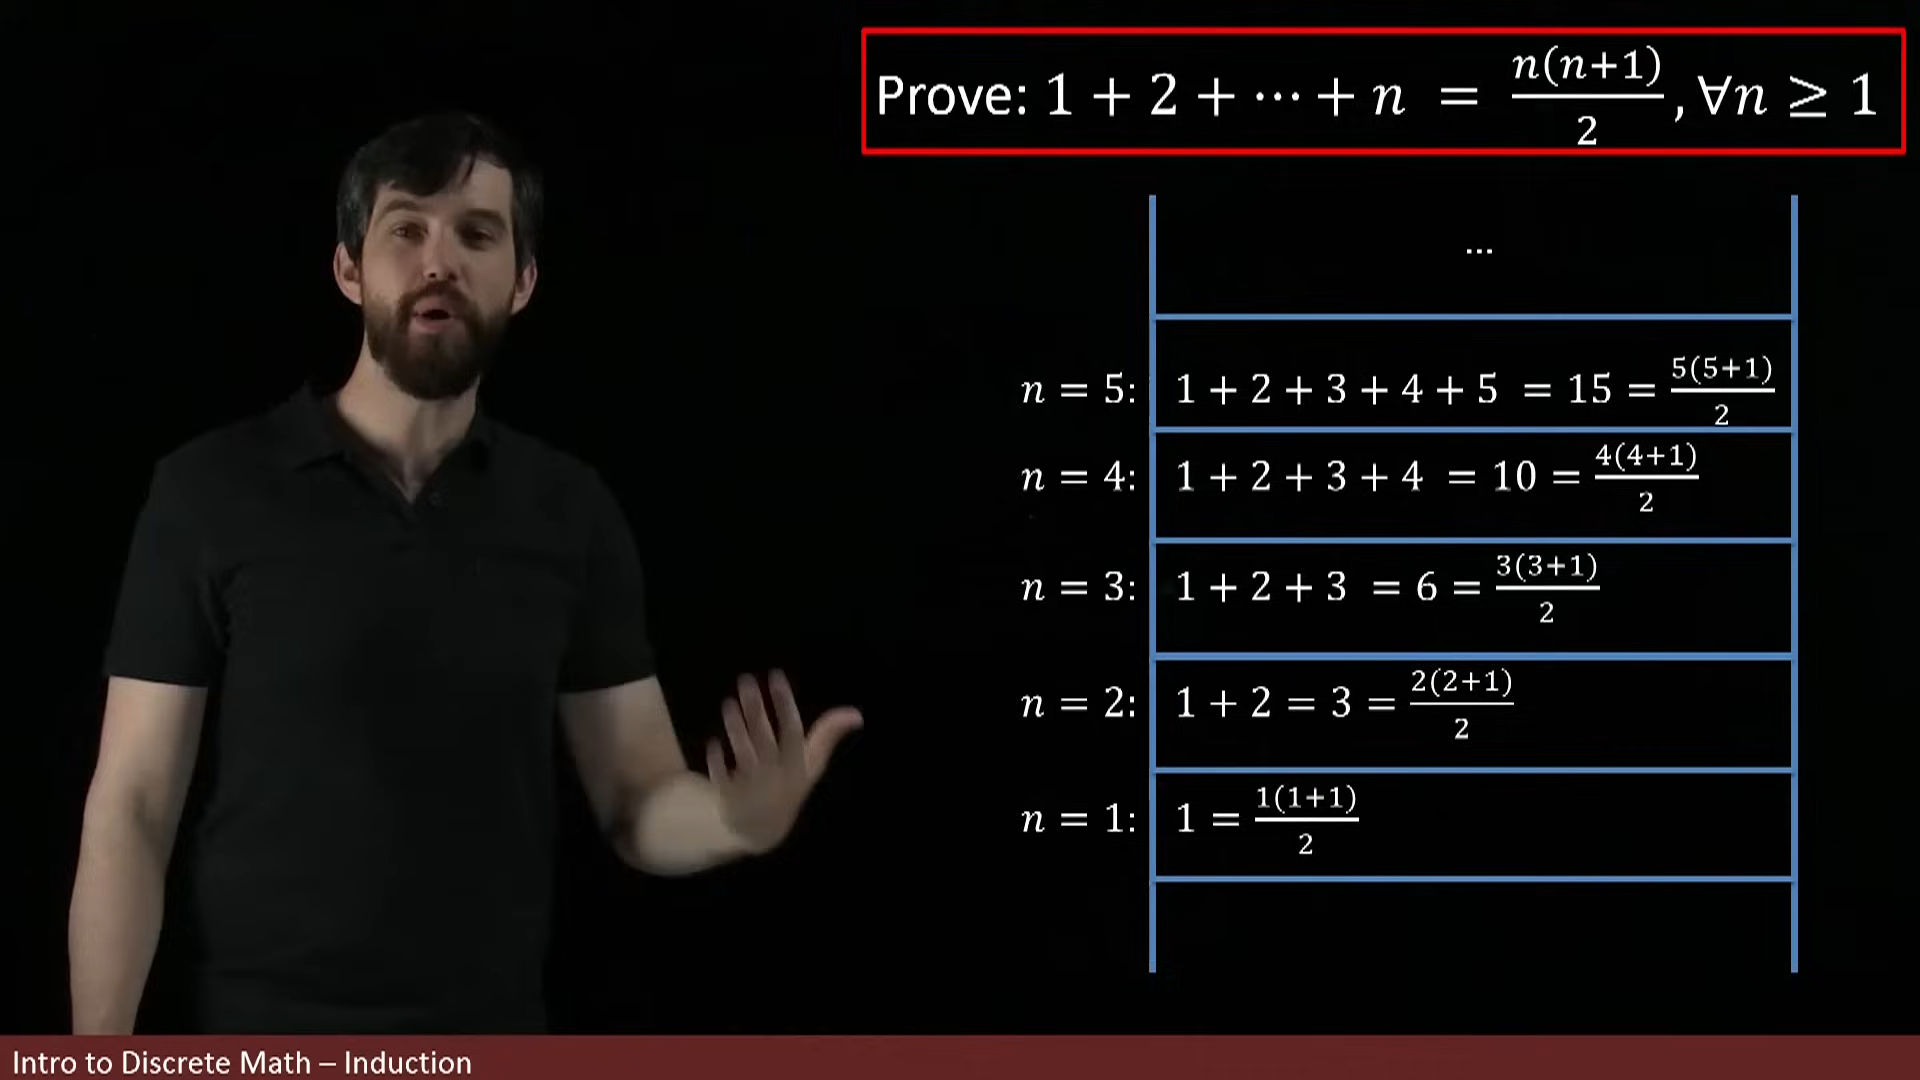 Prove: 1 + 2 + ⋯ + n = n(n+1)/2, ∀n ≥ 1
...
n = 5: 1 + 2 + 3 + 4 + 5 = 15 = 5(5+1)/2
n = 4: 1 + 2 + 3 + 4 = 10 = 4(4+1)/2
n = 3: 1 + 2 + 3 = 6 = 3(3+1)/2
n = 2: 1 + 2 = 3 = 2(2+1)/2
n = 1: 1 = 1(1+1)/2
Intro to Discrete Math – Induction